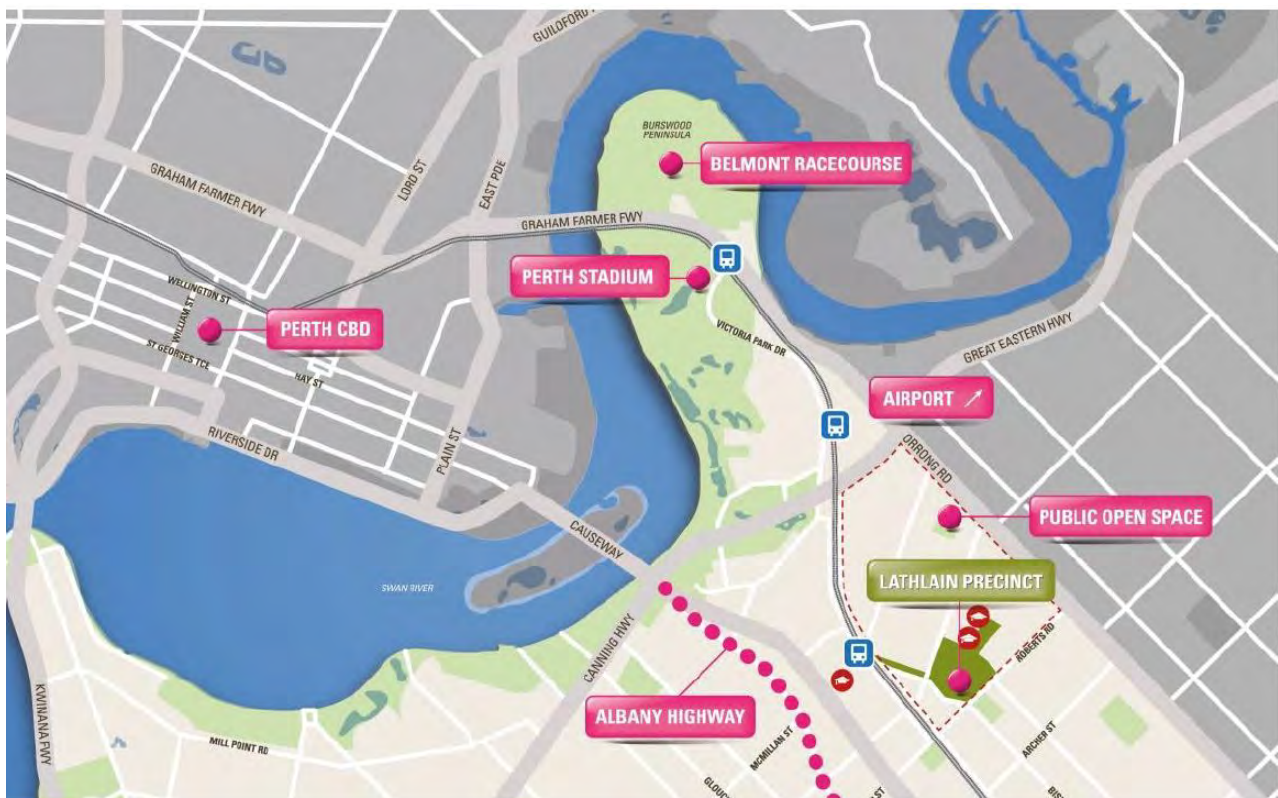 GUILDFORD
BURSWOOD
PENINSULA
BELMONT RACECOURSE
GRAHAM FARMER FWY
LORD ST
EAST PDE
GRAHAM FARMER FWY
PERTH STADIUM
WELLINGTON ST
WILLIAM ST
PERTH CBD
ST GEORGES TCE
HAY ST
VICTORIA PARK DR
GREAT EASTERN HWY
AIRPORT
RIVERSIDE DR
PLAIN ST
ORRONG RD
CAUSEWAY
PUBLIC OPEN SPACE
LATHLAIN PRECINCT
SWAN RIVER
CANNING HWY
ROBERTS RD
ALBANY HIGHWAY
KWINANA FWY
MILL POINT RD
MCMILLAN ST
ARCHER ST
GLOUC
ST
BIS